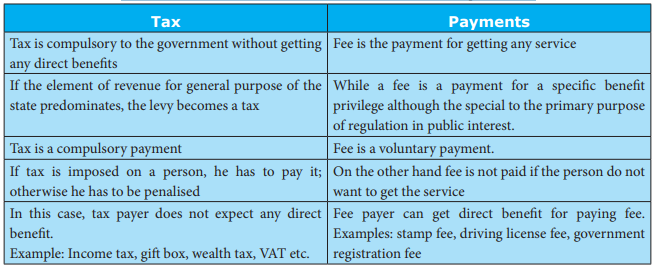 Tax
Payments
Tax is compulsory to the government without getting
any direct benefits
Fee is the payment for getting any service
If the element of revenue for general purpose of the
state predominates, the levy becomes a tax
While a fee is a payment for a specific benefit
privilege although the special to the primary purpose
of regulation in public interest.
Tax is a compulsory payment
Fee is a voluntary payment.
If tax is imposed on a person, he has to pay it;
otherwise he has to be penalised
On the other hand fee is not paid if the person do not
want to get the service
In this case, tax payer does not expect any direct
benefit.
Example: Income tax, gift box, wealth tax, VAT etc.
Fee payer can get direct benefit for paying fee.
Examples: stamp fee, driving license fee, government
registration fee